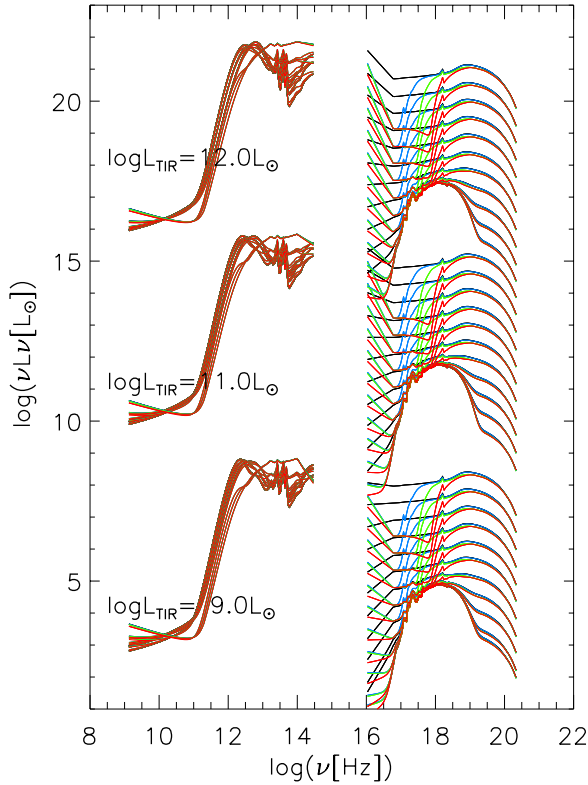 20
logL_TIR=12.0L_⊙
15
logL_TIR=11.0L_⊙
10
logL_TIR= 9.0L_⊙
5
log(νLν[L_⊙])
8 10 12 14 16 18 20 22
log(ν[Hz])